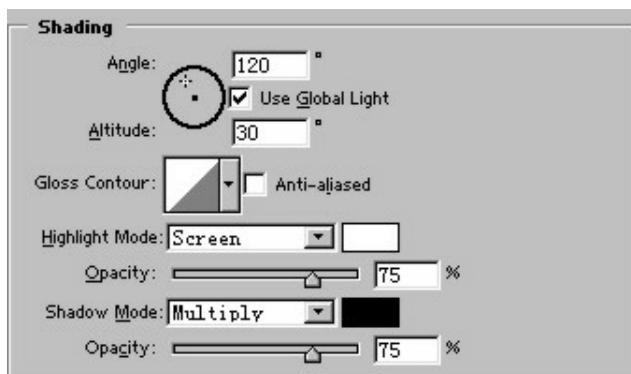 Shading
Angle: 120 °
Use Global Light
Altitude: 30 °
Gloss Contour: Anti-aliased
Highlight Mode: Screen
Opacity: 75 %
Shadow Mode: Multiply
Opacity: 75 %